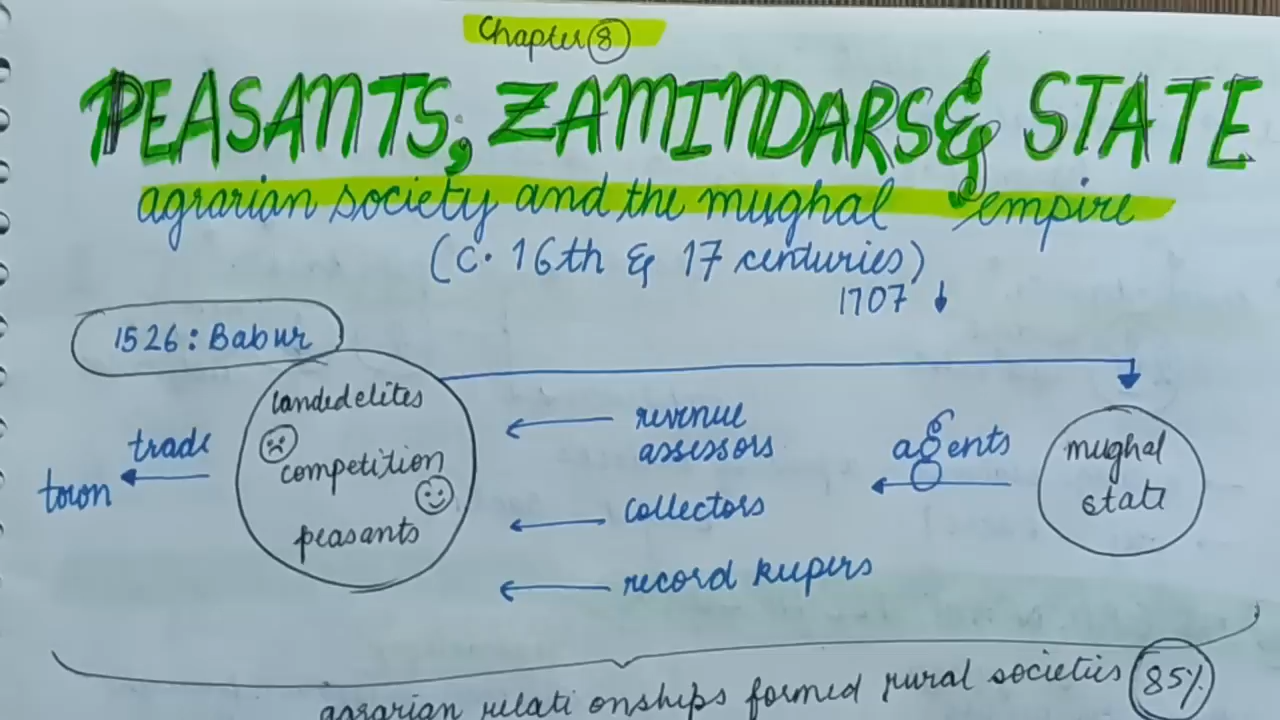 Chapter 8
PEASANTS, ZAMINDARS & STATE
agrarian society and the mughal empire
(c. 16th & 17 centuries)
1707 ↓
1526: Babur
landed elites
competition
peasants
trade
town
revenue
assessors
collectors
record keepers
agents
mughal
state
agrarian relationships formed rural societies 85%